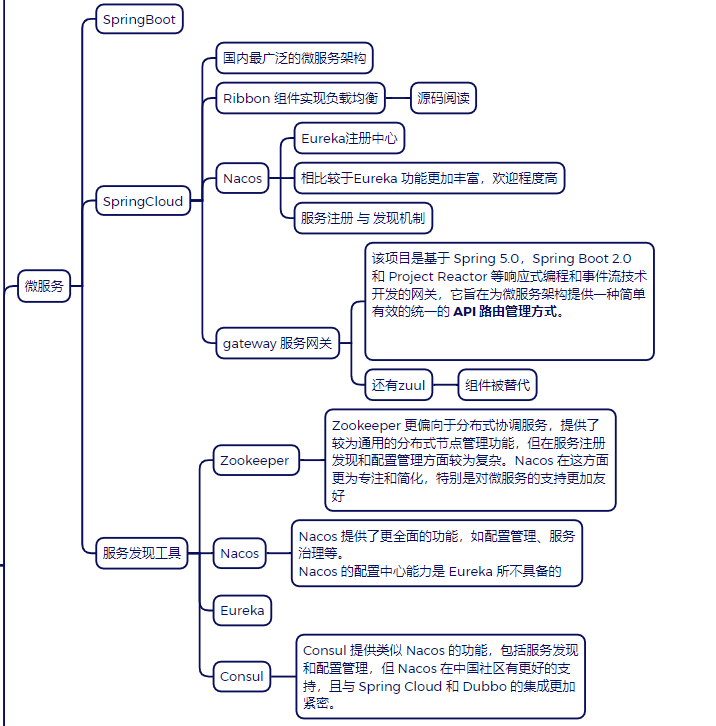 微服务
SpringBoot
SpringCloud
国内最广泛的微服务架构
Ribbon 组件实现负载均衡
源码阅读
Nacos
Eureka注册中心
相比较于Eureka 功能更加丰富，欢迎程度高
服务注册 与 发现机制
gateway 服务网关
该项目是基于 Spring 5.0，Spring Boot 2.0
和 Project Reactor 等响应式编程和事件流技术
开发的网关，它旨在为微服务架构提供一种简单
有效的统一的 API 路由管理方式。
还有zuul
组件被替代
服务发现工具
Zookeeper
Zookeeper 更偏向于分布式协调服务，提供了
较为通用的分布式节点管理功能，但在服务注册
发现和配置管理方面较为复杂。Nacos 在这方面
更为专注和简化，特别是对微服务的支持更加友
好
Nacos
Nacos 提供了更全面的功能，如配置管理、服务
治理等。
Nacos 的配置中心能力是 Eureka 所不具备的
Eureka
Consul
Consul 提供类似 Nacos 的功能，包括服务发现
和配置管理，但 Nacos 在中国社区有更好的支
持，且与 Spring Cloud 和 Dubbo 的集成更加
紧密。